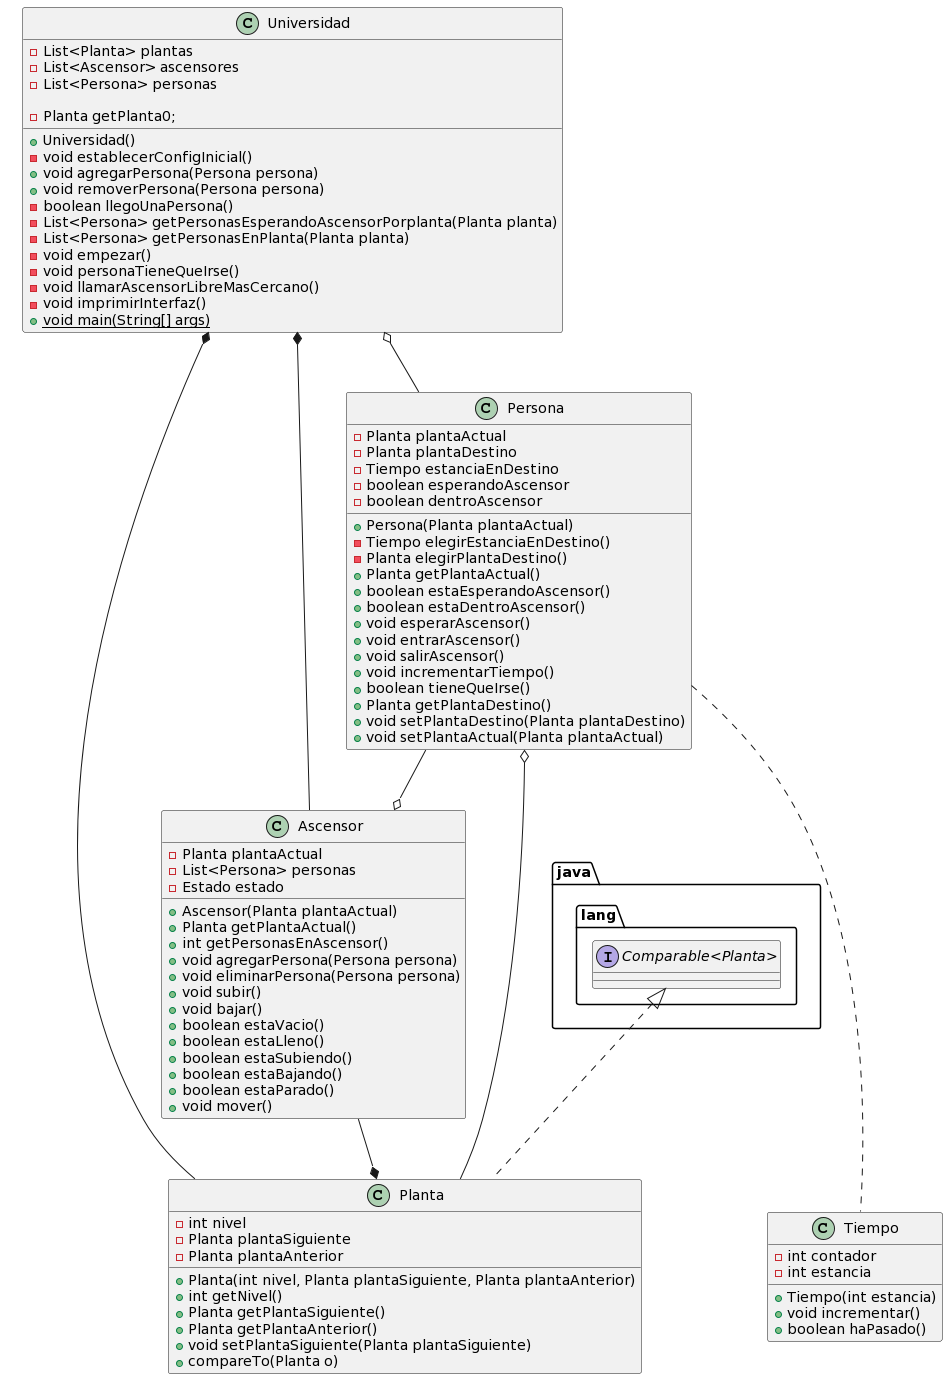 C Universidad
List<Planta> plantas
List<Ascensor> ascensores
List<Persona> personas
Planta getPlanta0;
Universidad()
void establecerConfigInicial()
void agregarPersona(Persona persona)
void removerPersona(Persona persona)
boolean llegoUnaPersona()
List<Persona> getPersonasEsperandoAscensorPorplanta(Planta planta)
List<Persona> getPersonasEnPlanta(Planta planta)
void empezar()
void personaTieneQueIrse()
void llamarAscensorLibreMasCercano()
void imprimirInterfaz()
void main(String[] args)
C Persona
Planta plantaActual
Planta plantaDestino
Tiempo estanciaEnDestino
boolean esperandoAscensor
boolean dentroAscensor
Persona(Planta plantaActual)
Tiempo elegirEstanciaEnDestino()
Planta elegirPlantaDestino()
Planta getPlantaActual()
boolean estaEsperandoAscensor()
boolean estaDentroAscensor()
void esperarAscensor()
void entrarAscensor()
void salirAscensor()
void incrementarTiempo()
boolean tieneQueIrse()
Planta getPlantaDestino()
void setPlantaDestino(Planta plantaDestino)
void setPlantaActual(Planta plantaActual)
C Ascensor
Planta plantaActual
List<Persona> personas
Estado estado
Ascensor(Planta plantaActual)
Planta getPlantaActual()
int getPersonasEnAscensor()
void agregarPersona(Persona persona)
void eliminarPersona(Persona persona)
void subir()
void bajar()
boolean estaVacio()
boolean estaLleno()
boolean estaSubiendo()
boolean estaBajando()
boolean estaParado()
void mover()
java
lang
I Comparable<Planta>
C Planta
int nivel
Planta plantaSiguiente
Planta plantaAnterior
Planta(int nivel, Planta plantaSiguiente, Planta plantaAnterior)
int getNivel()
Planta getPlantaSiguiente()
Planta getPlantaAnterior()
void setPlantaSiguiente(Planta plantaSiguiente)
compareTo(Planta o)
C Tiempo
int contador
int estancia
Tiempo(int estancia)
void incrementar()
boolean haPasado()